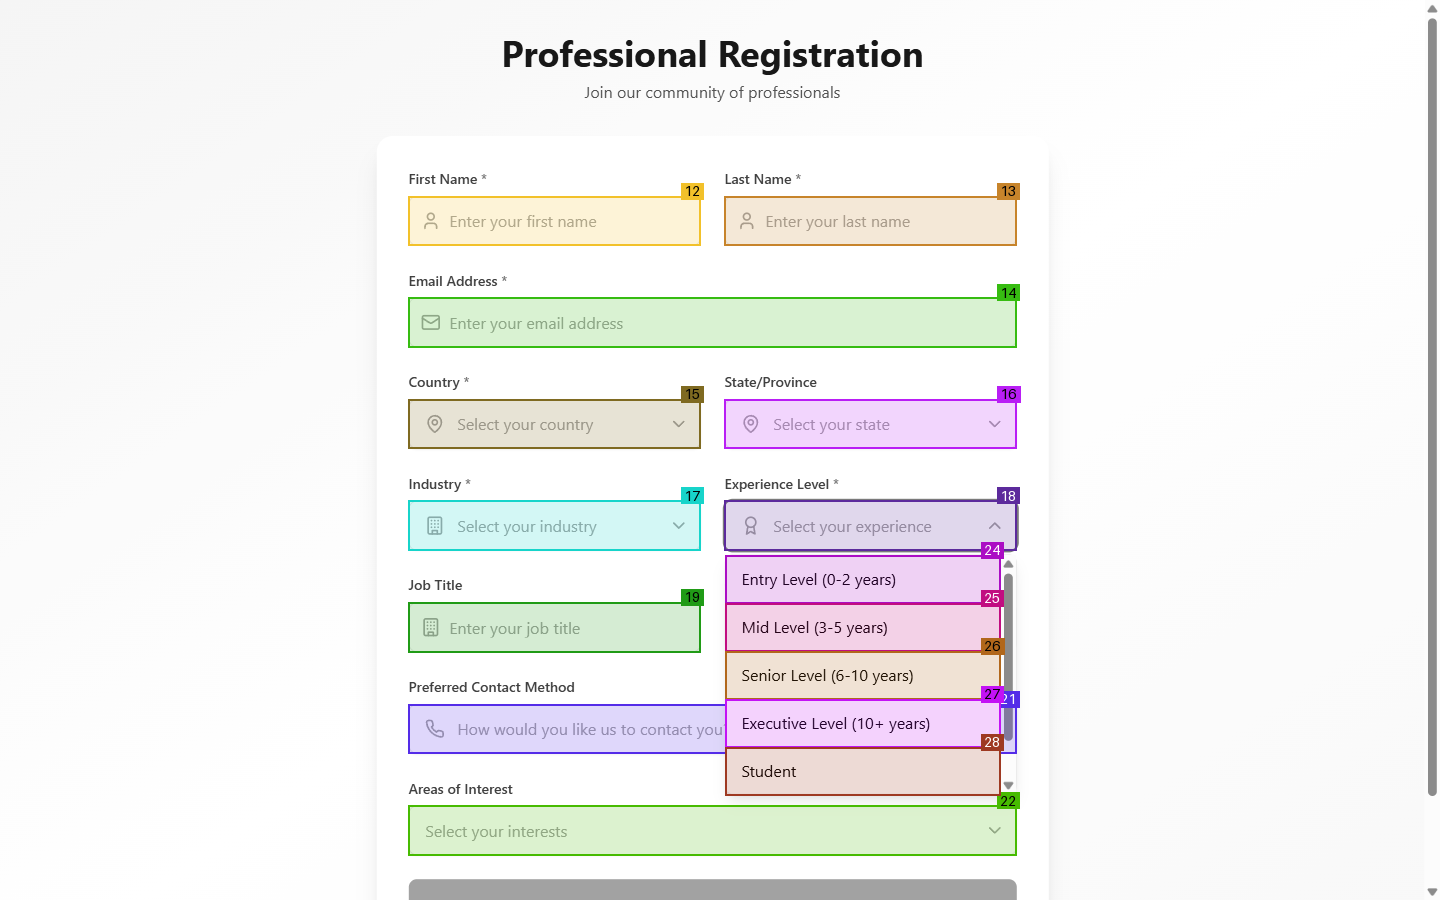 Professional Registration
Join our community of professionals
First Name *
12
Enter your first name
Last Name *
13
Enter your last name
Email Address *
14
Enter your email address
Country *
15
Select your country
State/Province
16
Select your state
Industry *
17
Select your industry
Experience Level *
18
Select your experience
24
Entry Level (0-2 years)
25
Mid Level (3-5 years)
26
Senior Level (6-10 years)
27
Executive Level (10+ years)
28
Student
Job Title
19
Enter your job title
Preferred Contact Method
21
How would you like us to contact you
Areas of Interest
22
Select your interests